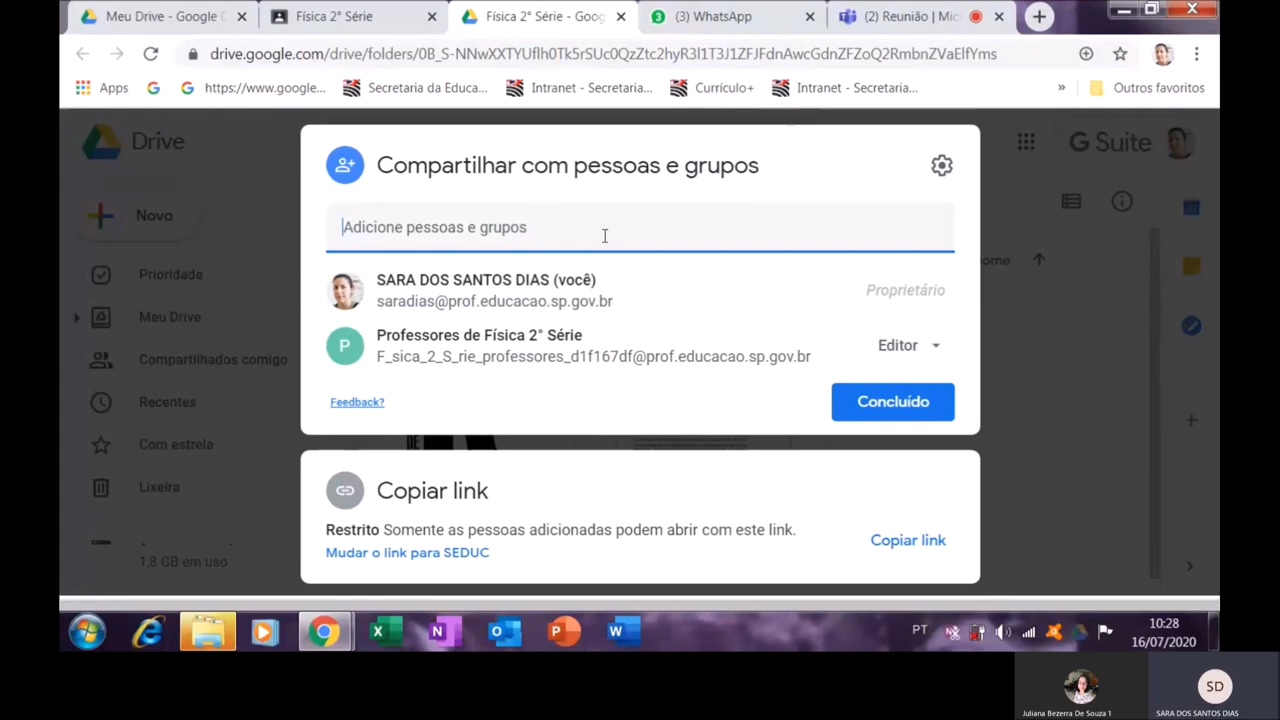 Meu Drive - Google D
Física 2° Série
Física 2° Série - Goog
(3) WhatsApp
(2) Reunião | Mic
drive.google.com/drive/folders/0B_S-NNwXXTYUflh0Tk5rSUc0QzZtc2hyR3l1T3J1ZFJFdnAwcGdnZFZoQ2RmbnZVaElfYms
Apps
https://www.google...
Secretaria da Educa...
Intranet - Secretaria...
Currículo+
Intranet - Secretaria...
»
Outros favoritos
Drive
G Suite
Novo
Prioridade
Meu Drive
Compartilhados comigo
Recentes
Com estrela
Lixeira
1,8 GB em uso
ome
Compartilhar com pessoas e grupos
Adicione pessoas e grupos
SARA DOS SANTOS DIAS (você)
saradias@prof.educacao.sp.gov.br
Proprietário
P
Professores de Física 2° Série
F_sica_2_S_rie_professores_d1f167df@prof.educacao.sp.gov.br
Editor
Feedback?
Concluído
DE
Copiar link
Restrito Somente as pessoas adicionadas podem abrir com este link.
Mudar o link para SEDUC
Copiar link
PT
10:28
16/07/2020
Juliana Bezerra De Souza 1
SD
SARA DOS SANTOS DIAS